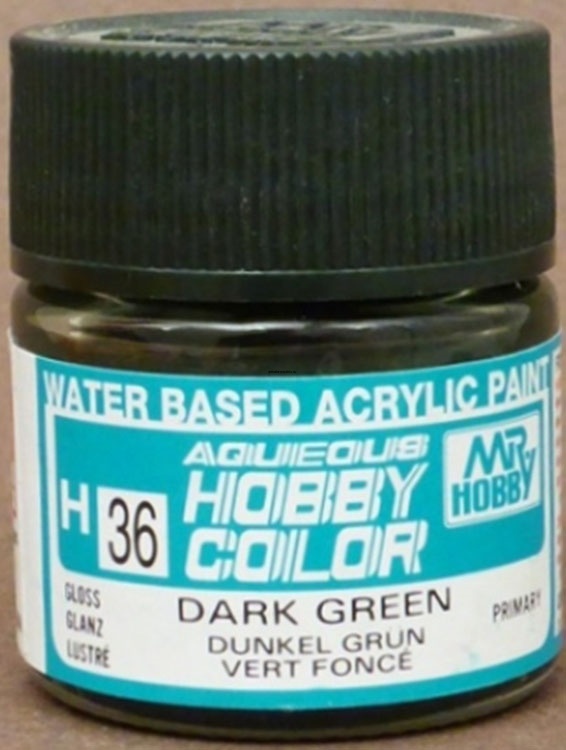 WATER BASED ACRYLIC PAINT
AQUEOUS
HOBBY
COLOR
MR
HOBBY
H 36
GLOSS
GLANZ
LUSTRÉ
DARK GREEN
DUNKEL GRÜN
VERT FONCÉ
PRIMARY